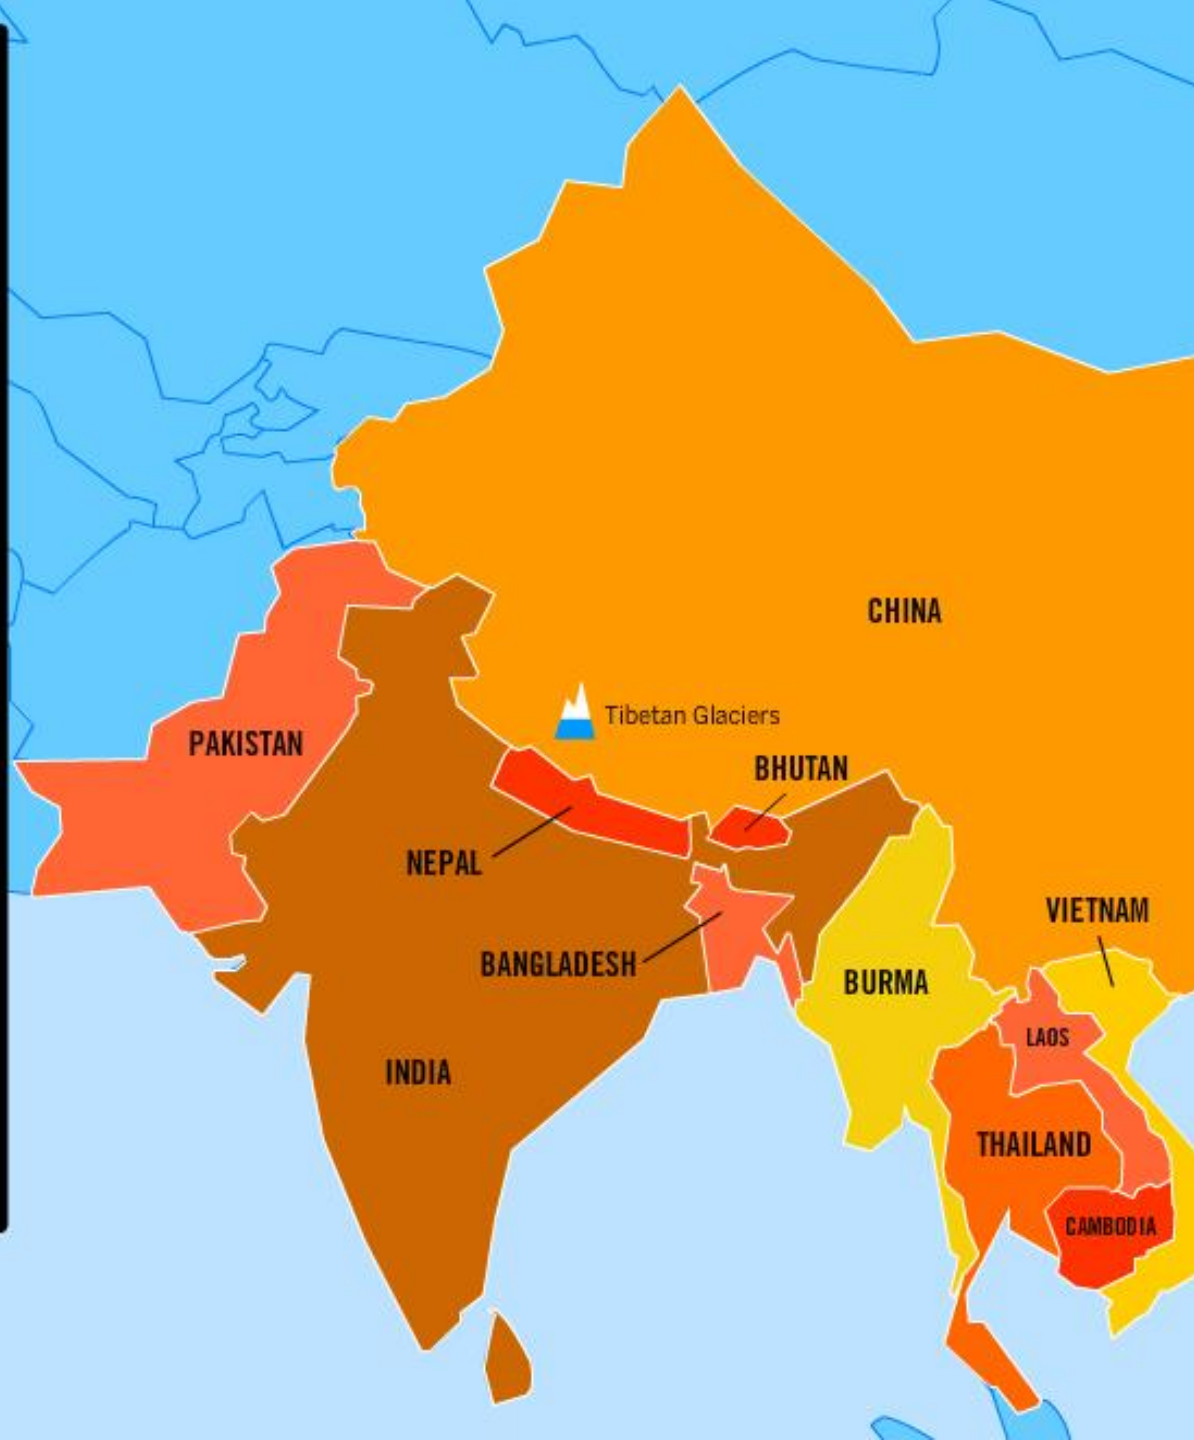 CHINA
Tibetan Glaciers
PAKISTAN
BHUTAN
NEPAL
VIETNAM
BANGLADESH
BURMA
LAOS
INDIA
THAILAND
CAMBODIA